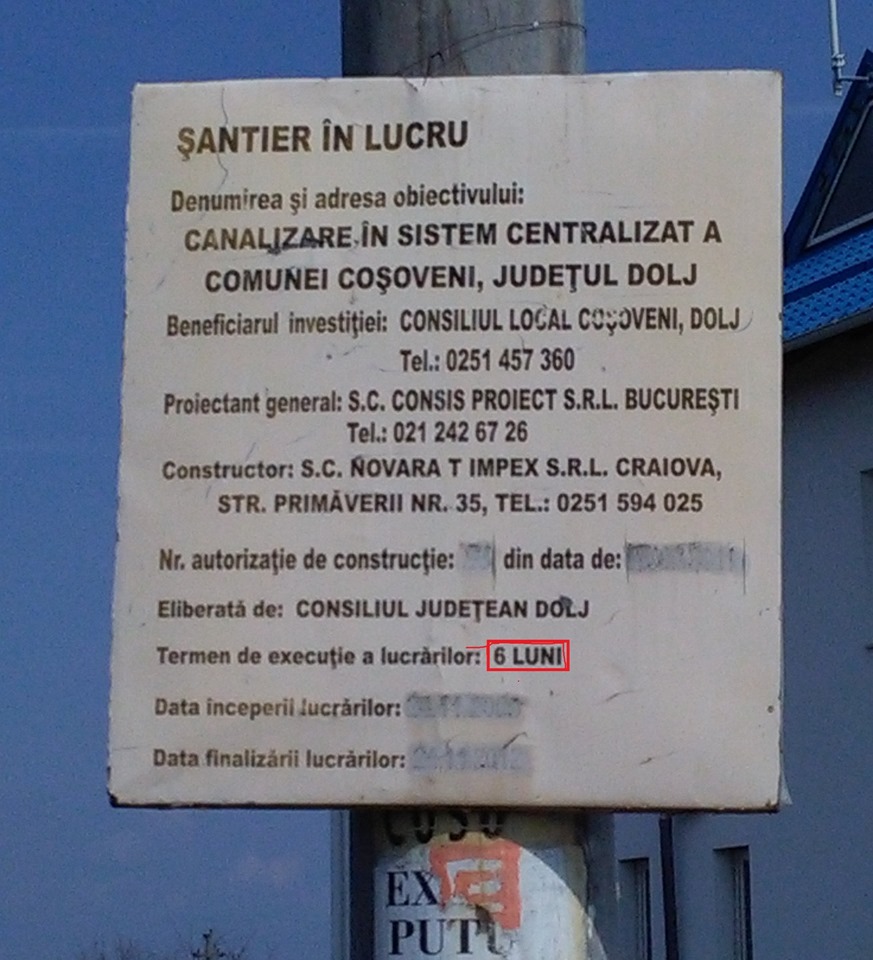 ŞANTIER ÎN LUCRU
Denumirea şi adresa obiectivului:
CANALIZARE ÎN SISTEM CENTRALIZAT A
COMUNEI COŞOVENI, JUDEŢUL DOLJ
Beneficiarul investiţiei: CONSILIUL LOCAL COŞOVENI, DOLJ
Tel.: 0251 457 360
Proiectant general: S.C. CONSIS PROIECT S.R.L. BUCUREŞTI
Tel.: 021 242 67 26
Constructor: S.C. NOVARA T IMPEX S.R.L. CRAIOVA,
STR. PRIMĂVERII NR. 35, TEL.: 0251 594 025
Nr. autorizaţie de construcţie: din data de:
Eliberată de: CONSILIUL JUDEŢEAN DOLJ
Termen de execuţie a lucrărilor: 6 LUNI
Data începerii lucrărilor:
Data finalizării lucrărilor: